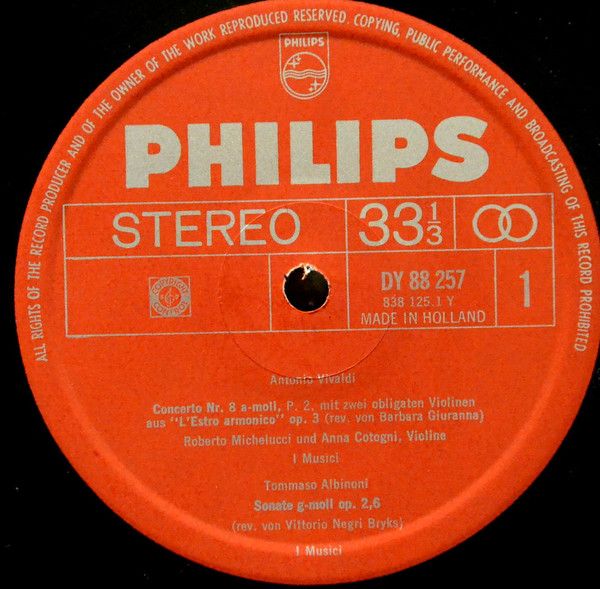 ALL RIGHTS OF THE RECORD PRODUCER AND OF THE OWNER OF THE WORK REPRODUCED RESERVED. COPYING, PUBLIC PERFORMANCE AND BROADCASTING OF THIS RECORD PROHIBITED
PHILIPS
PHILIPS
STEREO 33 1/3
COPYRIGHT CONTROL
DY 88 257 1
838 125.1 Y
MADE IN HOLLAND
Antonio Vivaldi
Concerto Nr. 8 a-moll, P. 2, mit zwei obligaten Violinen
aus "L'Estro armonico" op. 3 (rev. von Barbara Giuranna)
Roberto Michelucci und Anna Cotogni, Violine
I Musici
Tommaso Albinoni
Sonate g-moll op. 2,6
(rev. von Vittorio Negri Bryks)
I Musici